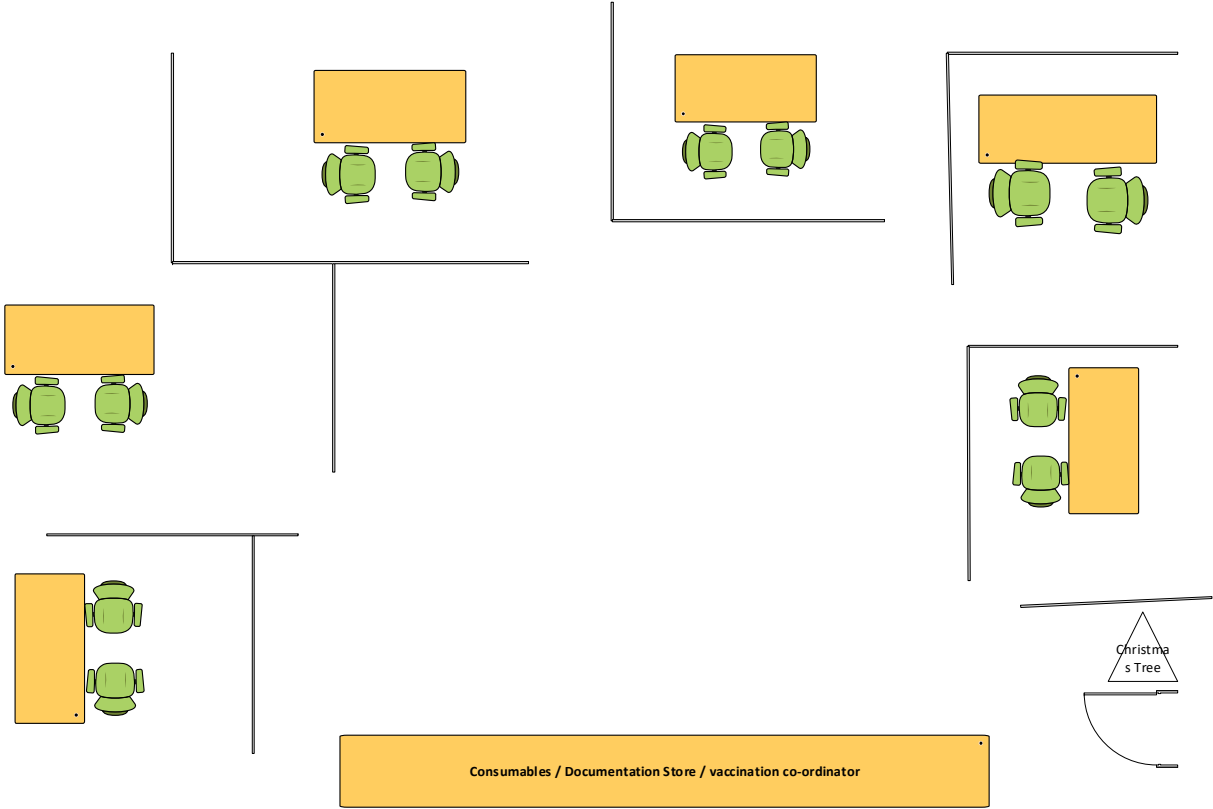 Christma
s Tree
Consumables / Documentation Store / vaccination co-ordinator